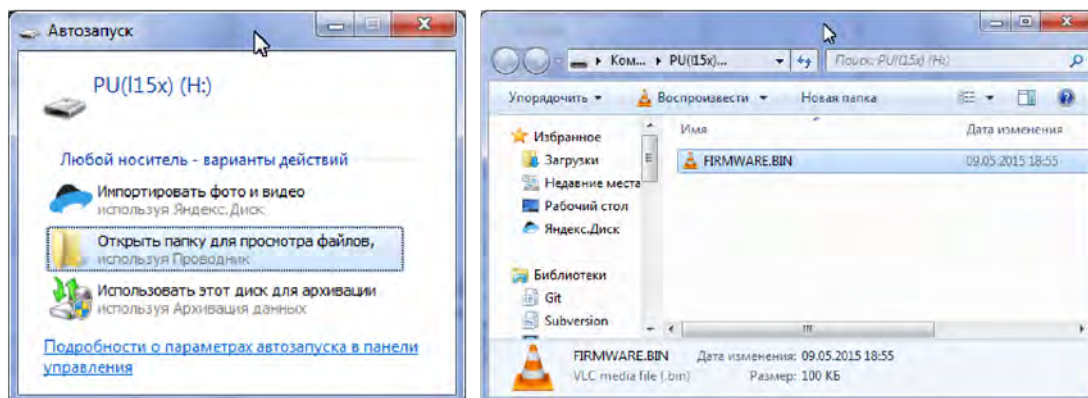 Автозапуск
PU(l15x) (H:)
Любой носитель - варианты действий
Импортировать фото и видео
используя Яндекс.Диск
Открыть папку для просмотра файлов,
используя Проводник
Использовать этот диск для архивации
используя Архивация данных
Подробности о параметрах автозапуска в панели
управления
Ком... PU(l15x)...
Поиск: PU(l15x) (H:)
Упорядочить
Воспроизвести
Новая папка
Имя
Дата изменения
FIRMWARE.BIN
09.05.2015 18:55
Избранное
Загрузки
Недавние места
Рабочий стол
Яндекс.Диск
Библиотеки
Git
Subversion
FIRMWARE.BIN Дата изменения: 09.05.2015 18:55
VLC media file (.bin) Размер: 100 КБ